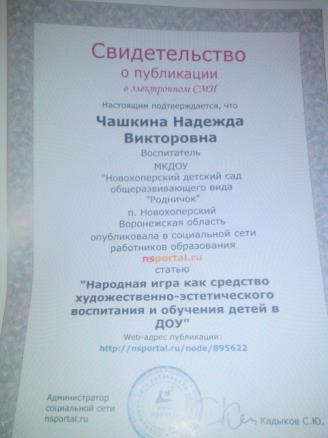 Свидетельство
о публикации
в электронном СМИ
Настоящим подтверждается, что
Чашкина Надежда
Викторовна
Воспитатель
МКДОУ
"Новохоперский детский сад
общеразвивающего вида
"Родничок"
п. Новохоперский
Воронежская область
опубликовала в социальной сети
работников образования
nsportal.ru
статью
"Народная игра как средство
художественно-эстетического
воспитания и обучения детей в
ДОУ"
Web-адрес публикации:
http://nsportal.ru/node/895622
Администратор
социальной сети
nsportal.ru
Кадыков С.Ю.